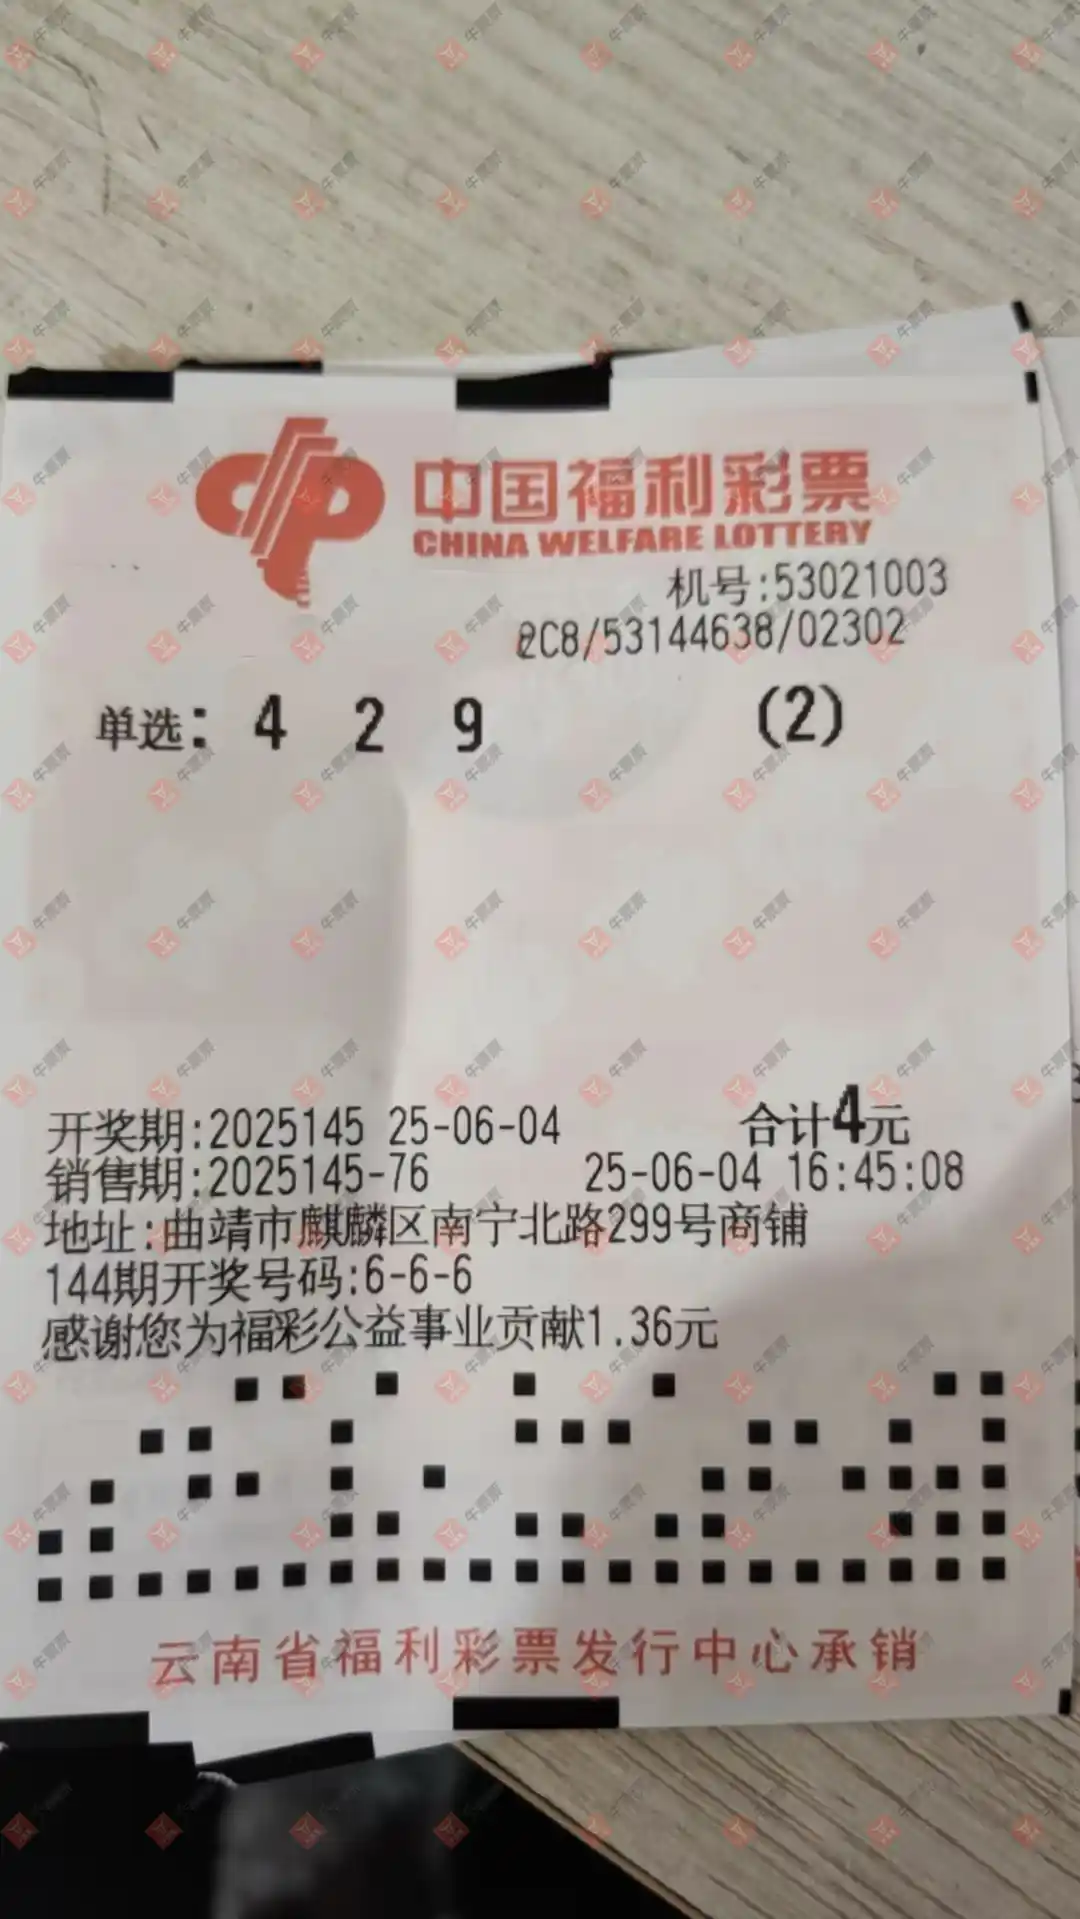 中国福利彩票
CHINA WELFARE LOTTERY
机号:53021003
2C8/53144638/02302
单选: 4 2 9 (2)
开奖期:2025145 25-06-04 合计4元
销售期:2025145-76 25-06-04 16:45:08
地址:曲靖市麒麟区南宁北路299号商铺
144期开奖号码:6-6-6
感谢您为福彩公益事业贡献1.36元
云南省福利彩票发行中心承销
牛票票